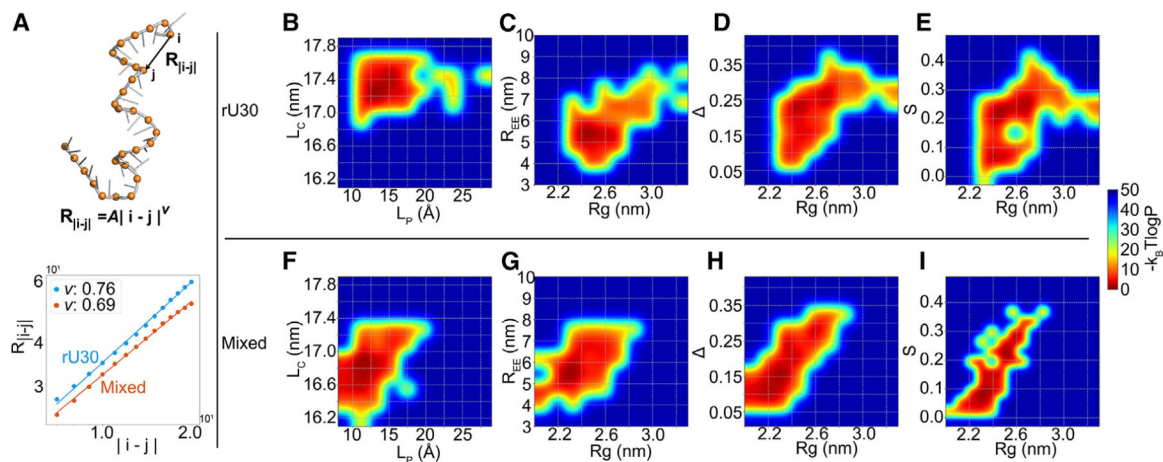 A
i
R|i-j|
j
R|i-j| =A| i - j |ν
10¹
6
4
3
R|i-j|
ν: 0.76
ν: 0.69
rU30
Mixed
10¹
1.0
2.0
| i - j |
rU30
Mixed
B
17.8
17.4
17.0
16.6
16.2
LC (nm)
10 15 20 25
LP (Å)
C
10
9
8
7
6
5
4
3
REE (nm)
2.2 2.6 3.0
Rg (nm)
D
0.35
0.25
0.15
0.05
Δ
2.2 2.6 3.0
Rg (nm)
E
0.5
0.4
0.3
0.2
0.1
0.0
S
2.2 2.6 3.0
Rg (nm)
50
40
30
20
10
0
-kBTlogP
F
17.8
17.4
17.0
16.6
16.2
LC (nm)
10 15 20 25
LP (Å)
G
10
9
8
7
6
5
4
3
REE (nm)
2.2 2.6 3.0
Rg (nm)
H
0.35
0.25
0.15
0.05
Δ
2.2 2.6 3.0
Rg (nm)
I
0.5
0.4
0.3
0.2
0.1
0.0
S
2.2 2.6 3.0
Rg (nm)